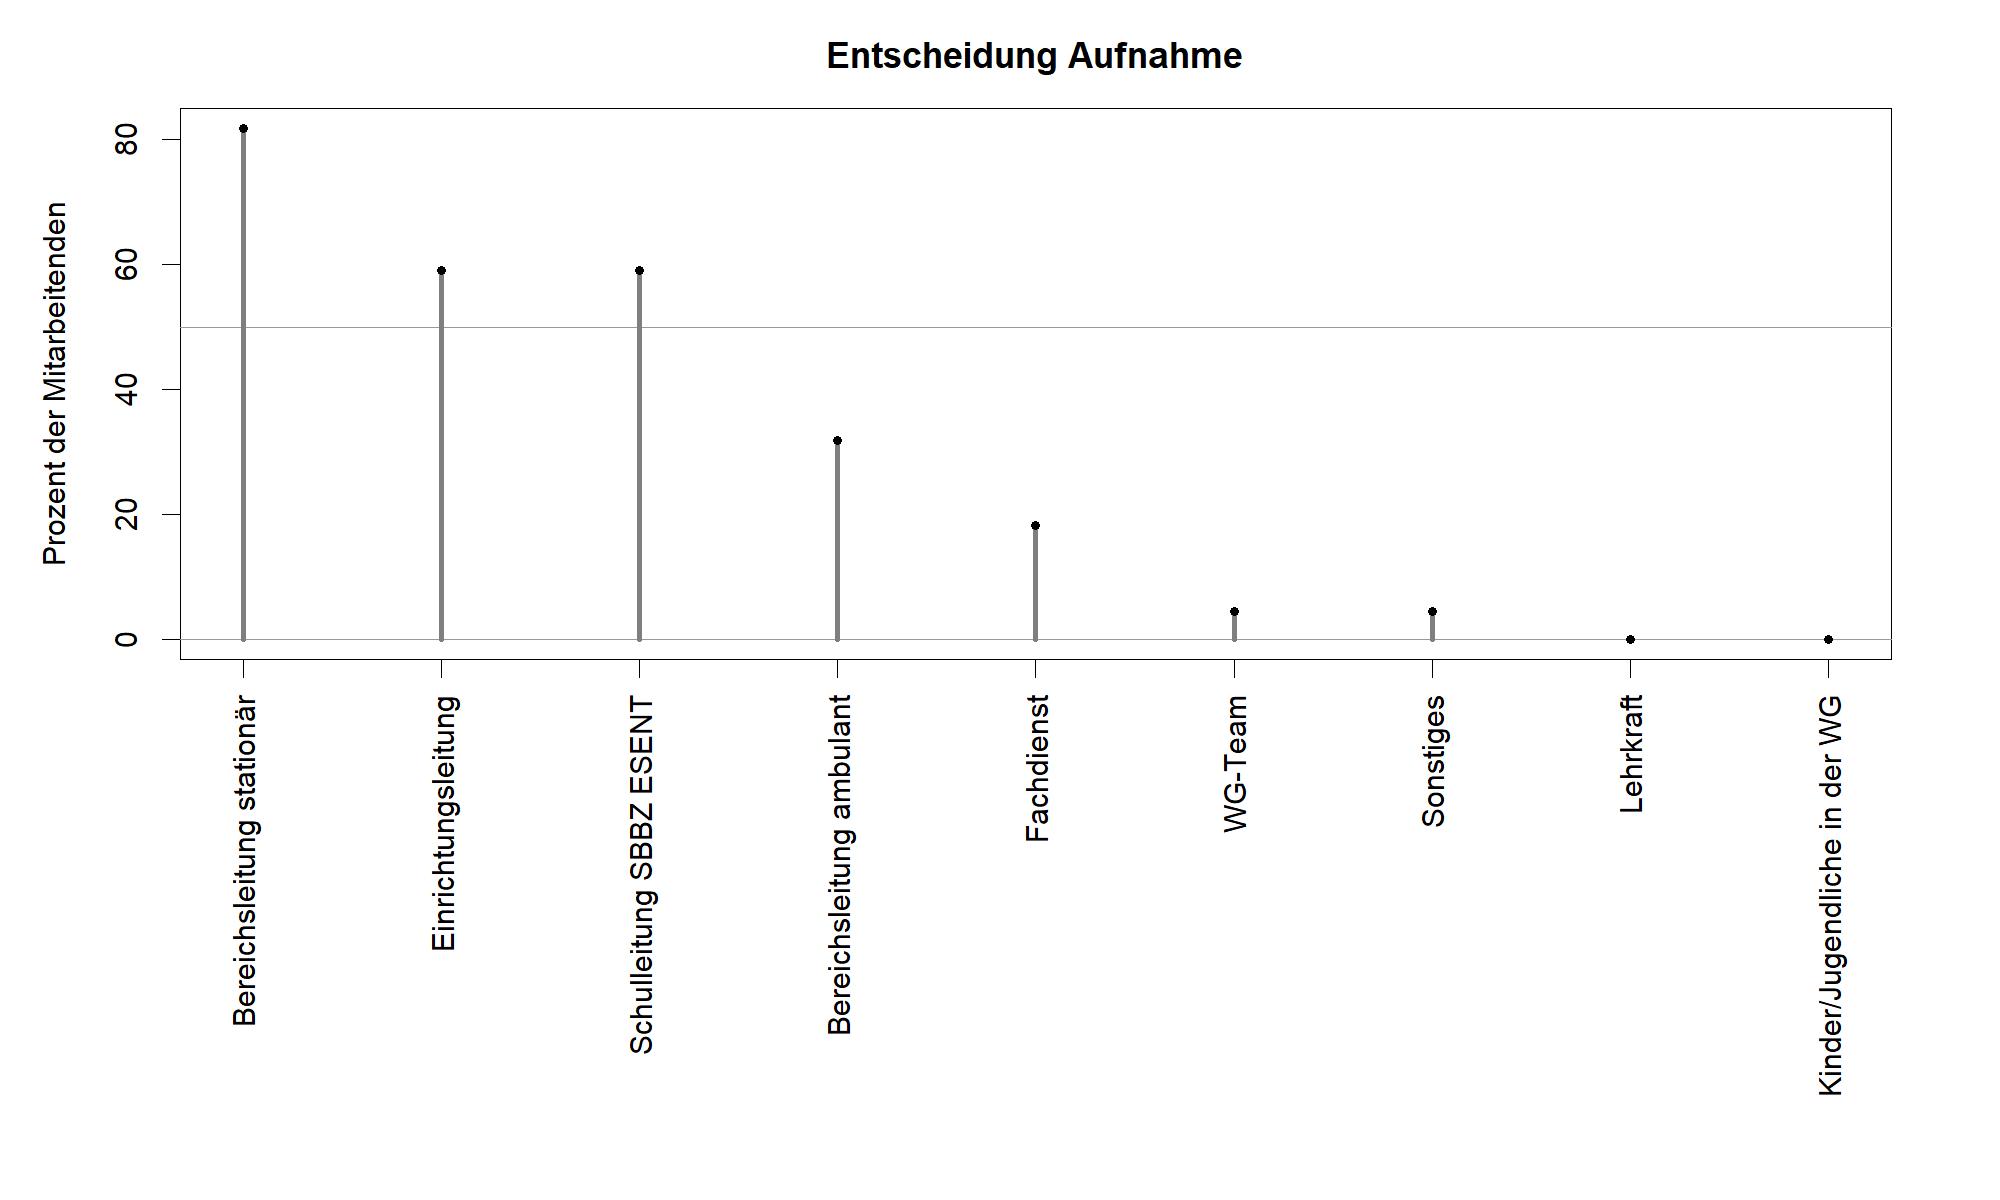 Entscheidung Aufnahme
Prozent der Mitarbeitenden
80
60
40
20
0
Bereichsleitung stationär
Einrichtungsleitung
Schulleitung SBBZ ESENT
Bereichsleitung ambulant
Fachdienst
WG-Team
Sonstiges
Lehrkraft
Kinder/Jugendliche in der WG